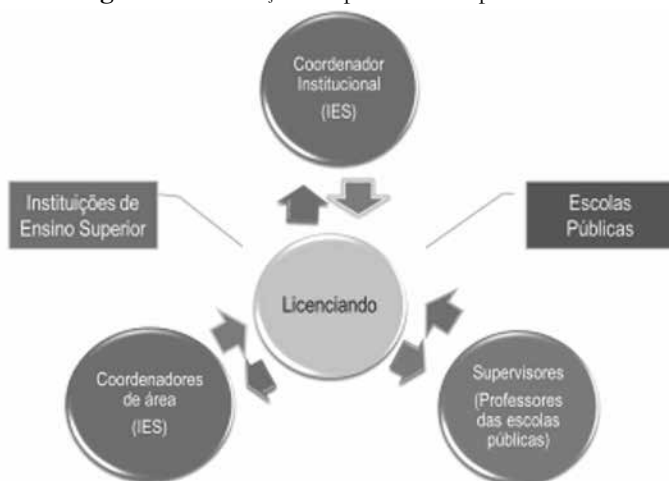 Coordenador
Institucional
(IES)
Instituições de
Ensino Superior
Escolas
Públicas
Licenciando
Coordenadores
de área
(IES)
Supervisores
(Professores
das escolas
públicas)